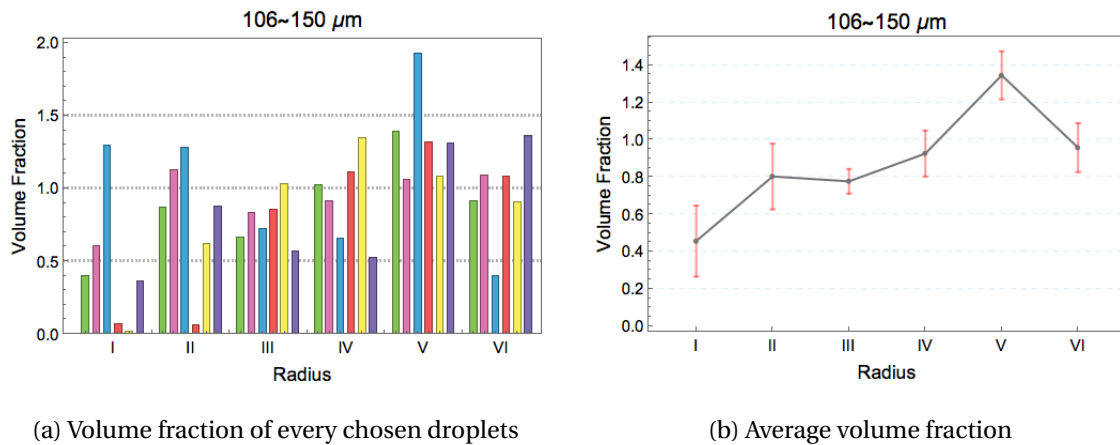 106~150 μm
2.0
1.5
1.0
0.5
0.0
Volume Fraction
I II III IV V VI
Radius
(a) Volume fraction of every chosen droplets
106~150 μm
1.4
1.2
1.0
0.8
0.6
0.4
0.2
0.0
Volume Fraction
I II III IV V VI
Radius
(b) Average volume fraction